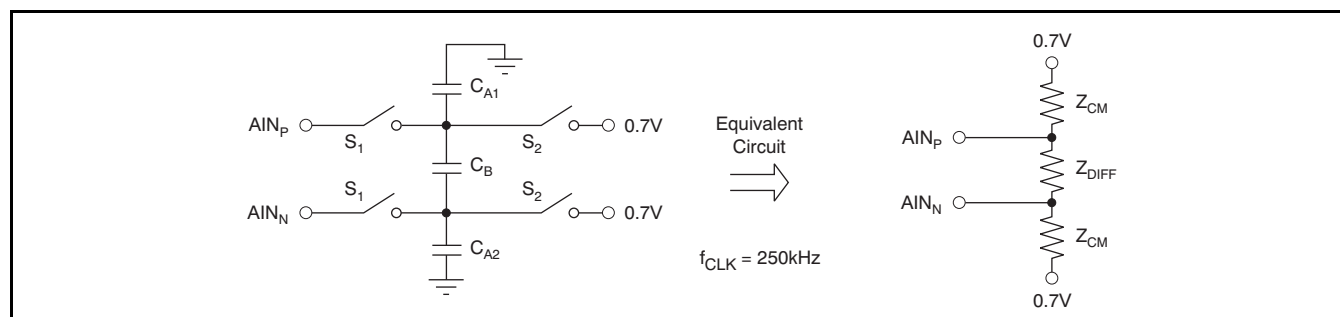 C_A1
AIN_P
S_1
S_2
0.7V
C_B
AIN_N
S_1
S_2
0.7V
C_A2
Equivalent
Circuit
f_CLK = 250kHz
0.7V
Z_CM
AIN_P
Z_DIFF
AIN_N
Z_CM
0.7V